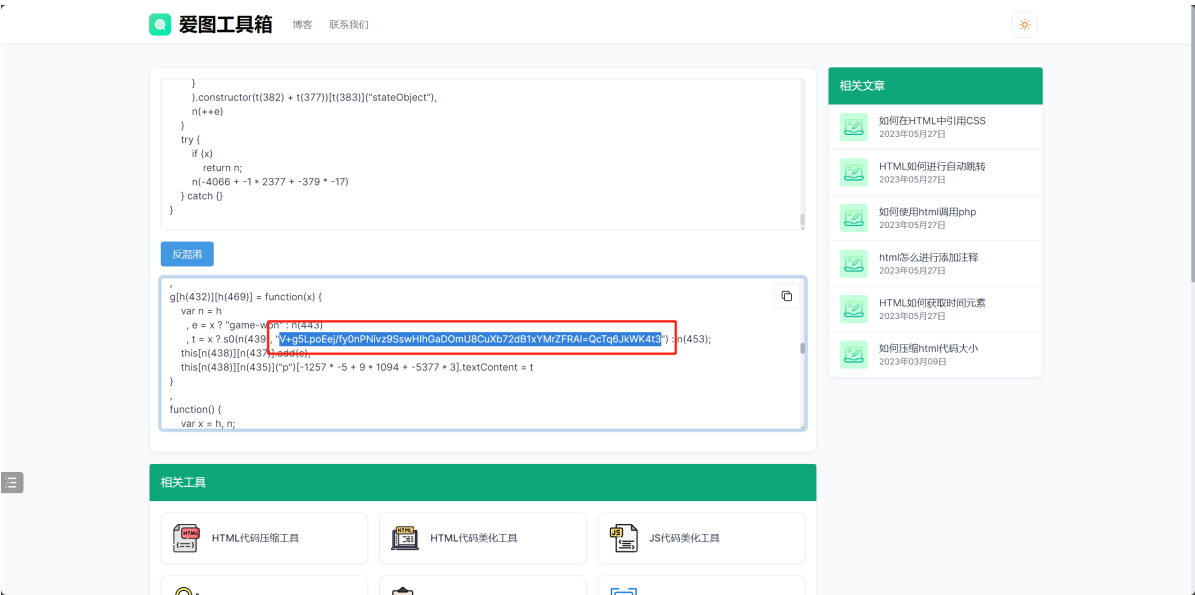 爱图工具箱 博客 联系我们
}
).constructor(t(382) + t(377))[t(383)]("stateObject"),
n(++e)
}
try {
if (x)
return n;
n(-4066 + -1 * 2377 + -379 * -17)
} catch {}
}
反混淆
,
g[h(432)][h(469)] = function(x) {
var n = h
, e = x ? "game-won" : n(443)
, t = x ? s0(n(439), "V+g5LpoEej/fy0nPNivz9SswHIhGaDOmU8CuXb72dB1xYMrZFRAl=QcTq6JkWK4t3") : n(453);
this[n(438)][n(437)].add(e),
this[n(438)][n(435)]("p")[-1257 * -5 + 9 * 1094 + -5377 * 3].textContent = t
}
,
function() {
var x = h, n;
相关工具
HTML代码压缩工具
HTML代码美化工具
JS代码美化工具
相关文章
如何在HTML中引用CSS
2023年05月27日
HTML如何进行自动跳转
2023年05月27日
如何使用html调用php
2023年05月27日
html怎么进行添加注释
2023年05月27日
HTML如何获取时间元素
2023年05月27日
如何压缩html代码大小
2023年03月09日